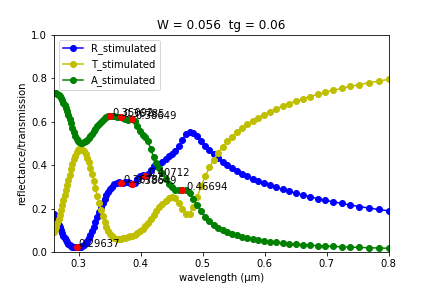 W = 0.056 tg = 0.06
R_stimulated
T_stimulated
A_stimulated
reflectance/transmission
1.0
0.8
0.6
0.4
0.2
0.0
0.46694
0.29637
0.3
0.4
0.5
0.6
0.7
0.8
wavelength (μm)